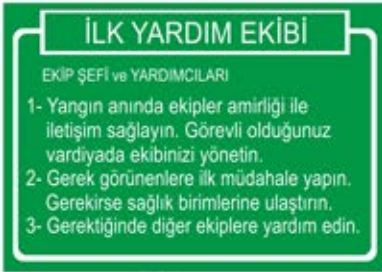 İLK YARDIM EKİBİ
EKİP ŞEFİ ve YARDIMCILARI
1- Yangın anında ekipler amirliği ile
iletişim sağlayın. Görevli olduğunuz
vardiyada ekibinizi yönetin.
2- Gerek görünenlere ilk müdahale yapın.
Gerekirse sağlık birimlerine ulaştırın.
3- Gerektiğinde diğer ekiplere yardım edin.